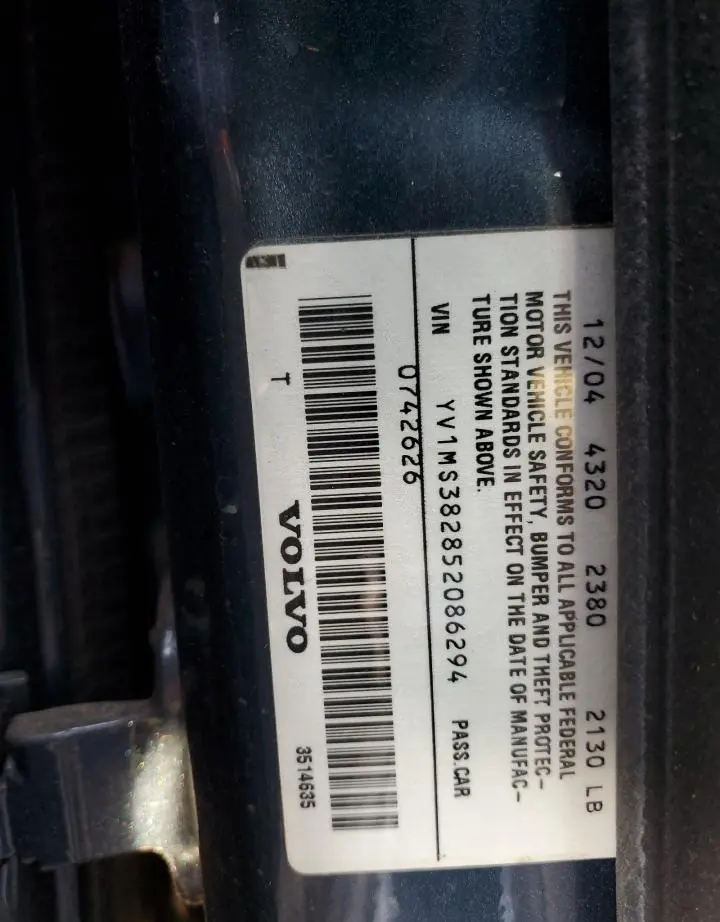 12/04 4320 2380 2130 LB
THIS VEHICLE CONFORMS TO ALL APPLICABLE FEDERAL
MOTOR VEHICLE SAFETY, BUMPER AND THEFT PROTEC-
TION STANDARDS IN EFFECT ON THE DATE OF MANUFAC-
TURE SHOWN ABOVE.
VIN YV1MS382852086294 PASS.CAR
0742626
T VOLVO 3514635